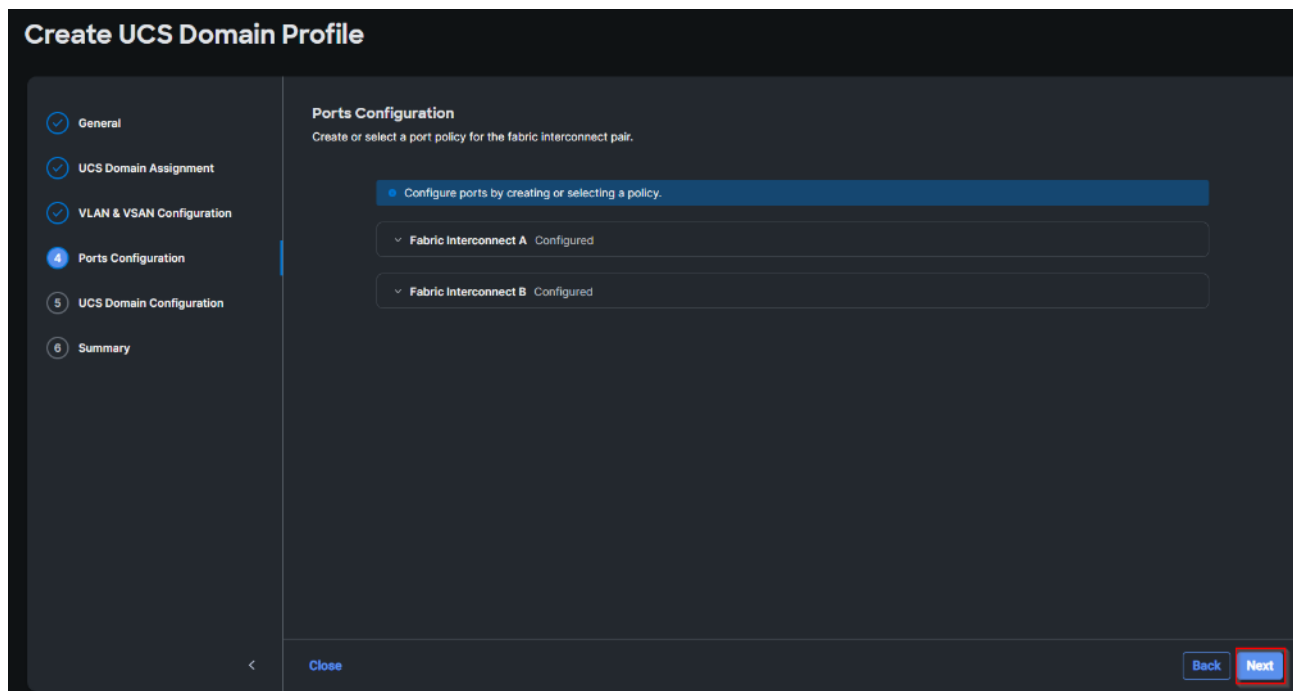 Create UCS Domain Profile
General
UCS Domain Assignment
VLAN & VSAN Configuration
4 Ports Configuration
5 UCS Domain Configuration
6 Summary
Ports Configuration
Create or select a port policy for the fabric interconnect pair.
Configure ports by creating or selecting a policy.
Fabric Interconnect A Configured
Fabric Interconnect B Configured
Close
Back
Next